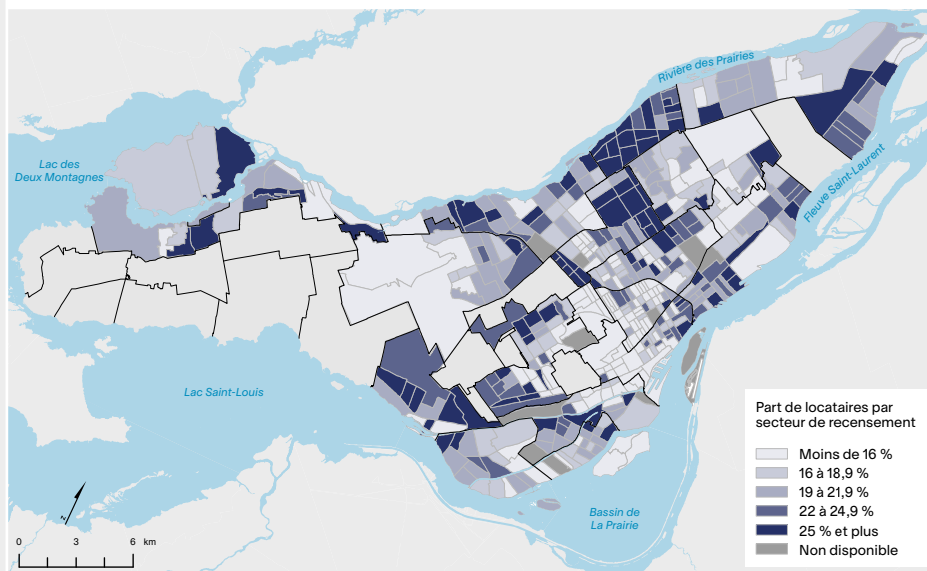 Rivière des Prairies
Lac des
Deux Montagnes
Fleuve Saint-Laurent
Lac Saint-Louis
Bassin de
La Prairie
Part de locataires par
secteur de recensement
Moins de 16 %
16 à 18,9 %
19 à 21,9 %
22 à 24,9 %
25 % et plus
Non disponible
N
0 3 6 km